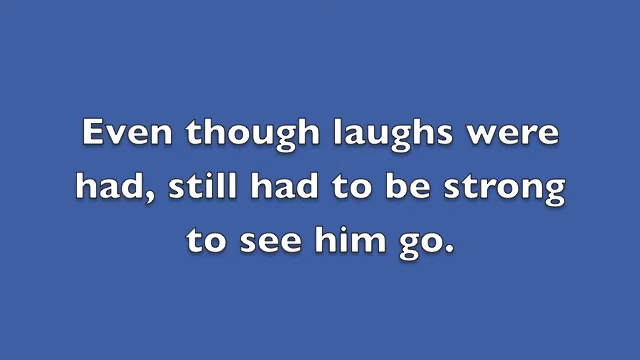 Even though laughs were
had, still had to be strong
to see him go.